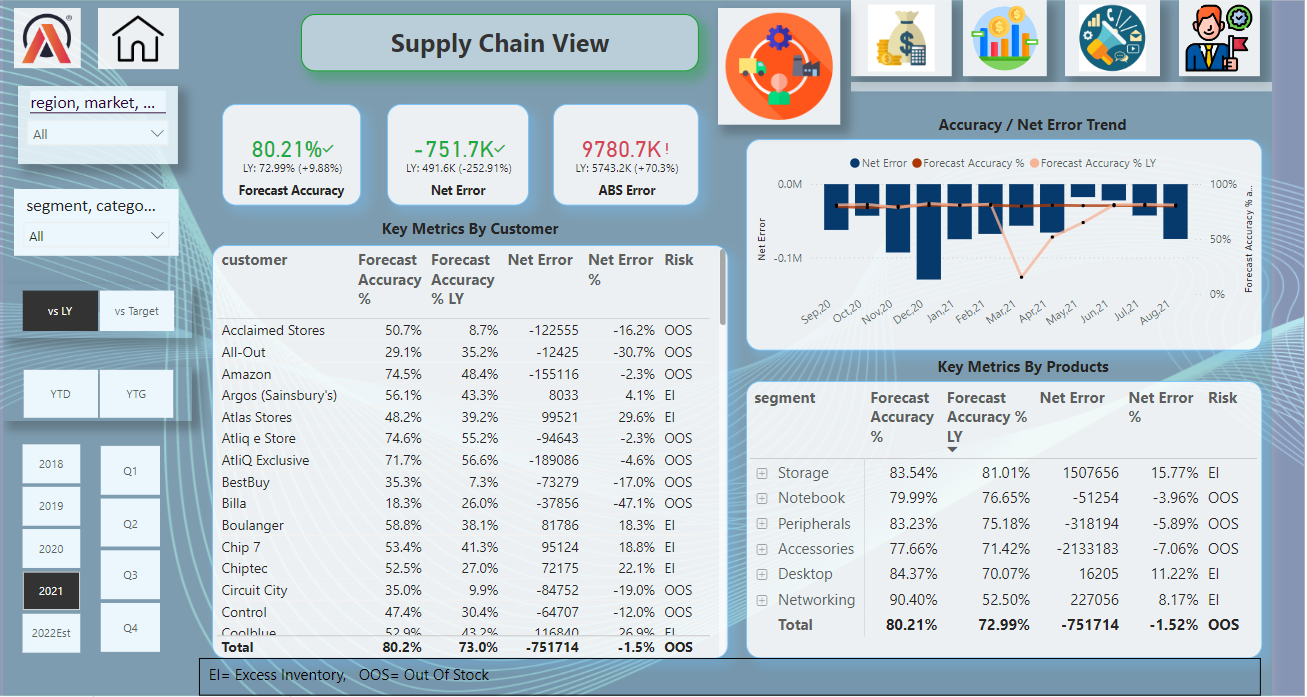 Supply Chain View
region, market, ...
All
segment, catego...
All
vs LY
vs Target
YTD
YTG
2018
2019
2020
2021
2022Est
Q1
Q2
Q3
Q4
80.21%
LY: 72.99% (+9.88%)
Forecast Accuracy
-751.7K
LY: 491.6K (-252.91%)
Net Error
9780.7K!
LY: 5743.2K (+70.3%)
ABS Error
Key Metrics By Customer
customer Forecast Accuracy % Forecast Accuracy % LY Net Error Net Error % Risk
Acclaimed Stores 50.7% 8.7% -122555 -16.2% OOS
All-Out 29.1% 35.2% -12425 -30.7% OOS
Amazon 74.5% 48.4% -155116 -2.3% OOS
Argos (Sainsbury's) 56.1% 43.3% 8033 4.1% EI
Atlas Stores 48.2% 39.2% 99521 29.6% EI
Atliq e Store 74.6% 55.2% -94643 -2.3% OOS
AtliQ Exclusive 71.7% 56.6% -189086 -4.6% OOS
BestBuy 35.3% 7.3% -73279 -17.0% OOS
Billa 18.3% 26.0% -37856 -47.1% OOS
Boulanger 58.8% 38.1% 81786 18.3% EI
Chip 7 53.4% 41.3% 95124 18.8% EI
Chiptec 52.5% 27.0% 72175 22.1% EI
Circuit City 35.0% 9.9% -84752 -19.0% OOS
Control 47.4% 30.4% -64707 -12.0% OOS
Coolblue 52.9% 43.2% 116840 26.9% EI
Total 80.2% 73.0% -751714 -1.5% OOS
Accuracy / Net Error Trend
Net Error Forecast Accuracy % Forecast Accuracy % LY
0.0M
-0.1M
Net Error
100%
50%
0%
Forecast Accuracy % a...
Sep,20 Oct,20 Nov,20 Dec,20 Jan,21 Feb,21 Mar,21 Apr,21 May,21 Jun,21 Jul,21 Aug,21
Key Metrics By Products
segment Forecast Accuracy % Forecast Accuracy % LY Net Error Net Error % Risk
Storage 83.54% 81.01% 1507656 15.77% EI
Notebook 79.99% 76.65% -51254 -3.96% OOS
Peripherals 83.23% 75.18% -318194 -5.89% OOS
Accessories 77.66% 71.42% -2133183 -7.06% OOS
Desktop 84.37% 70.07% 16205 11.22% EI
Networking 90.40% 52.50% 227056 8.17% EI
Total 80.21% 72.99% -751714 -1.52% OOS
EI= Excess Inventory, OOS= Out Of Stock